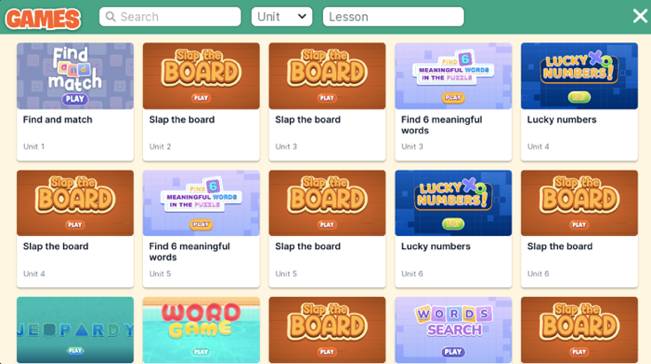 GAMES
Search
Unit
Lesson
Find
and
match
PLAY
Find and match
Unit 1
Slap the
BOARD
PLAY
Slap the board
Unit 2
Slap the
BOARD
PLAY
Slap the board
Unit 3
FIND 6
MEANINGFUL WORDS
IN THE PUZZLE
PLAY
Find 6 meaningful
words
Unit 3
LUCKY
NUMBERS!
Lucky numbers
Unit 4
Slap the
BOARD
PLAY
Slap the board
Unit 4
FIND 6
MEANINGFUL WORDS
IN THE PUZZLE
PLAY
Find 6 meaningful
words
Unit 5
Slap the
BOARD
PLAY
Slap the board
Unit 5
LUCKY
NUMBERS!
Lucky numbers
Unit 6
Slap the
BOARD
PLAY
Slap the board
Unit 6
JEOPARDY
PLAY
WORD
GAME
PLAY
Slap the
BOARD
PLAY
WORDS
SEARCH
PLAY
Slap the
BOARD
PLAY